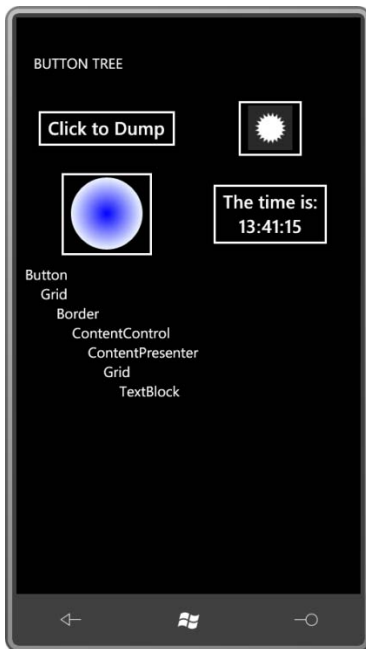 BUTTON TREE
Click to Dump
The time is:
13:41:15
Button
Grid
Border
ContentControl
ContentPresenter
Grid
TextBlock